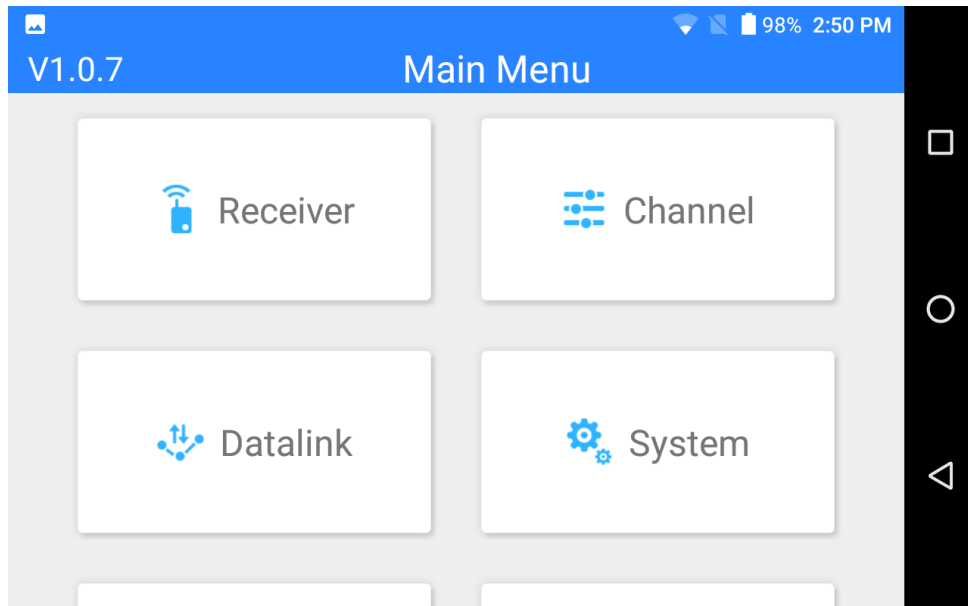 98% 2:50 PM
V1.0.7 Main Menu
Receiver Channel
Datalink System